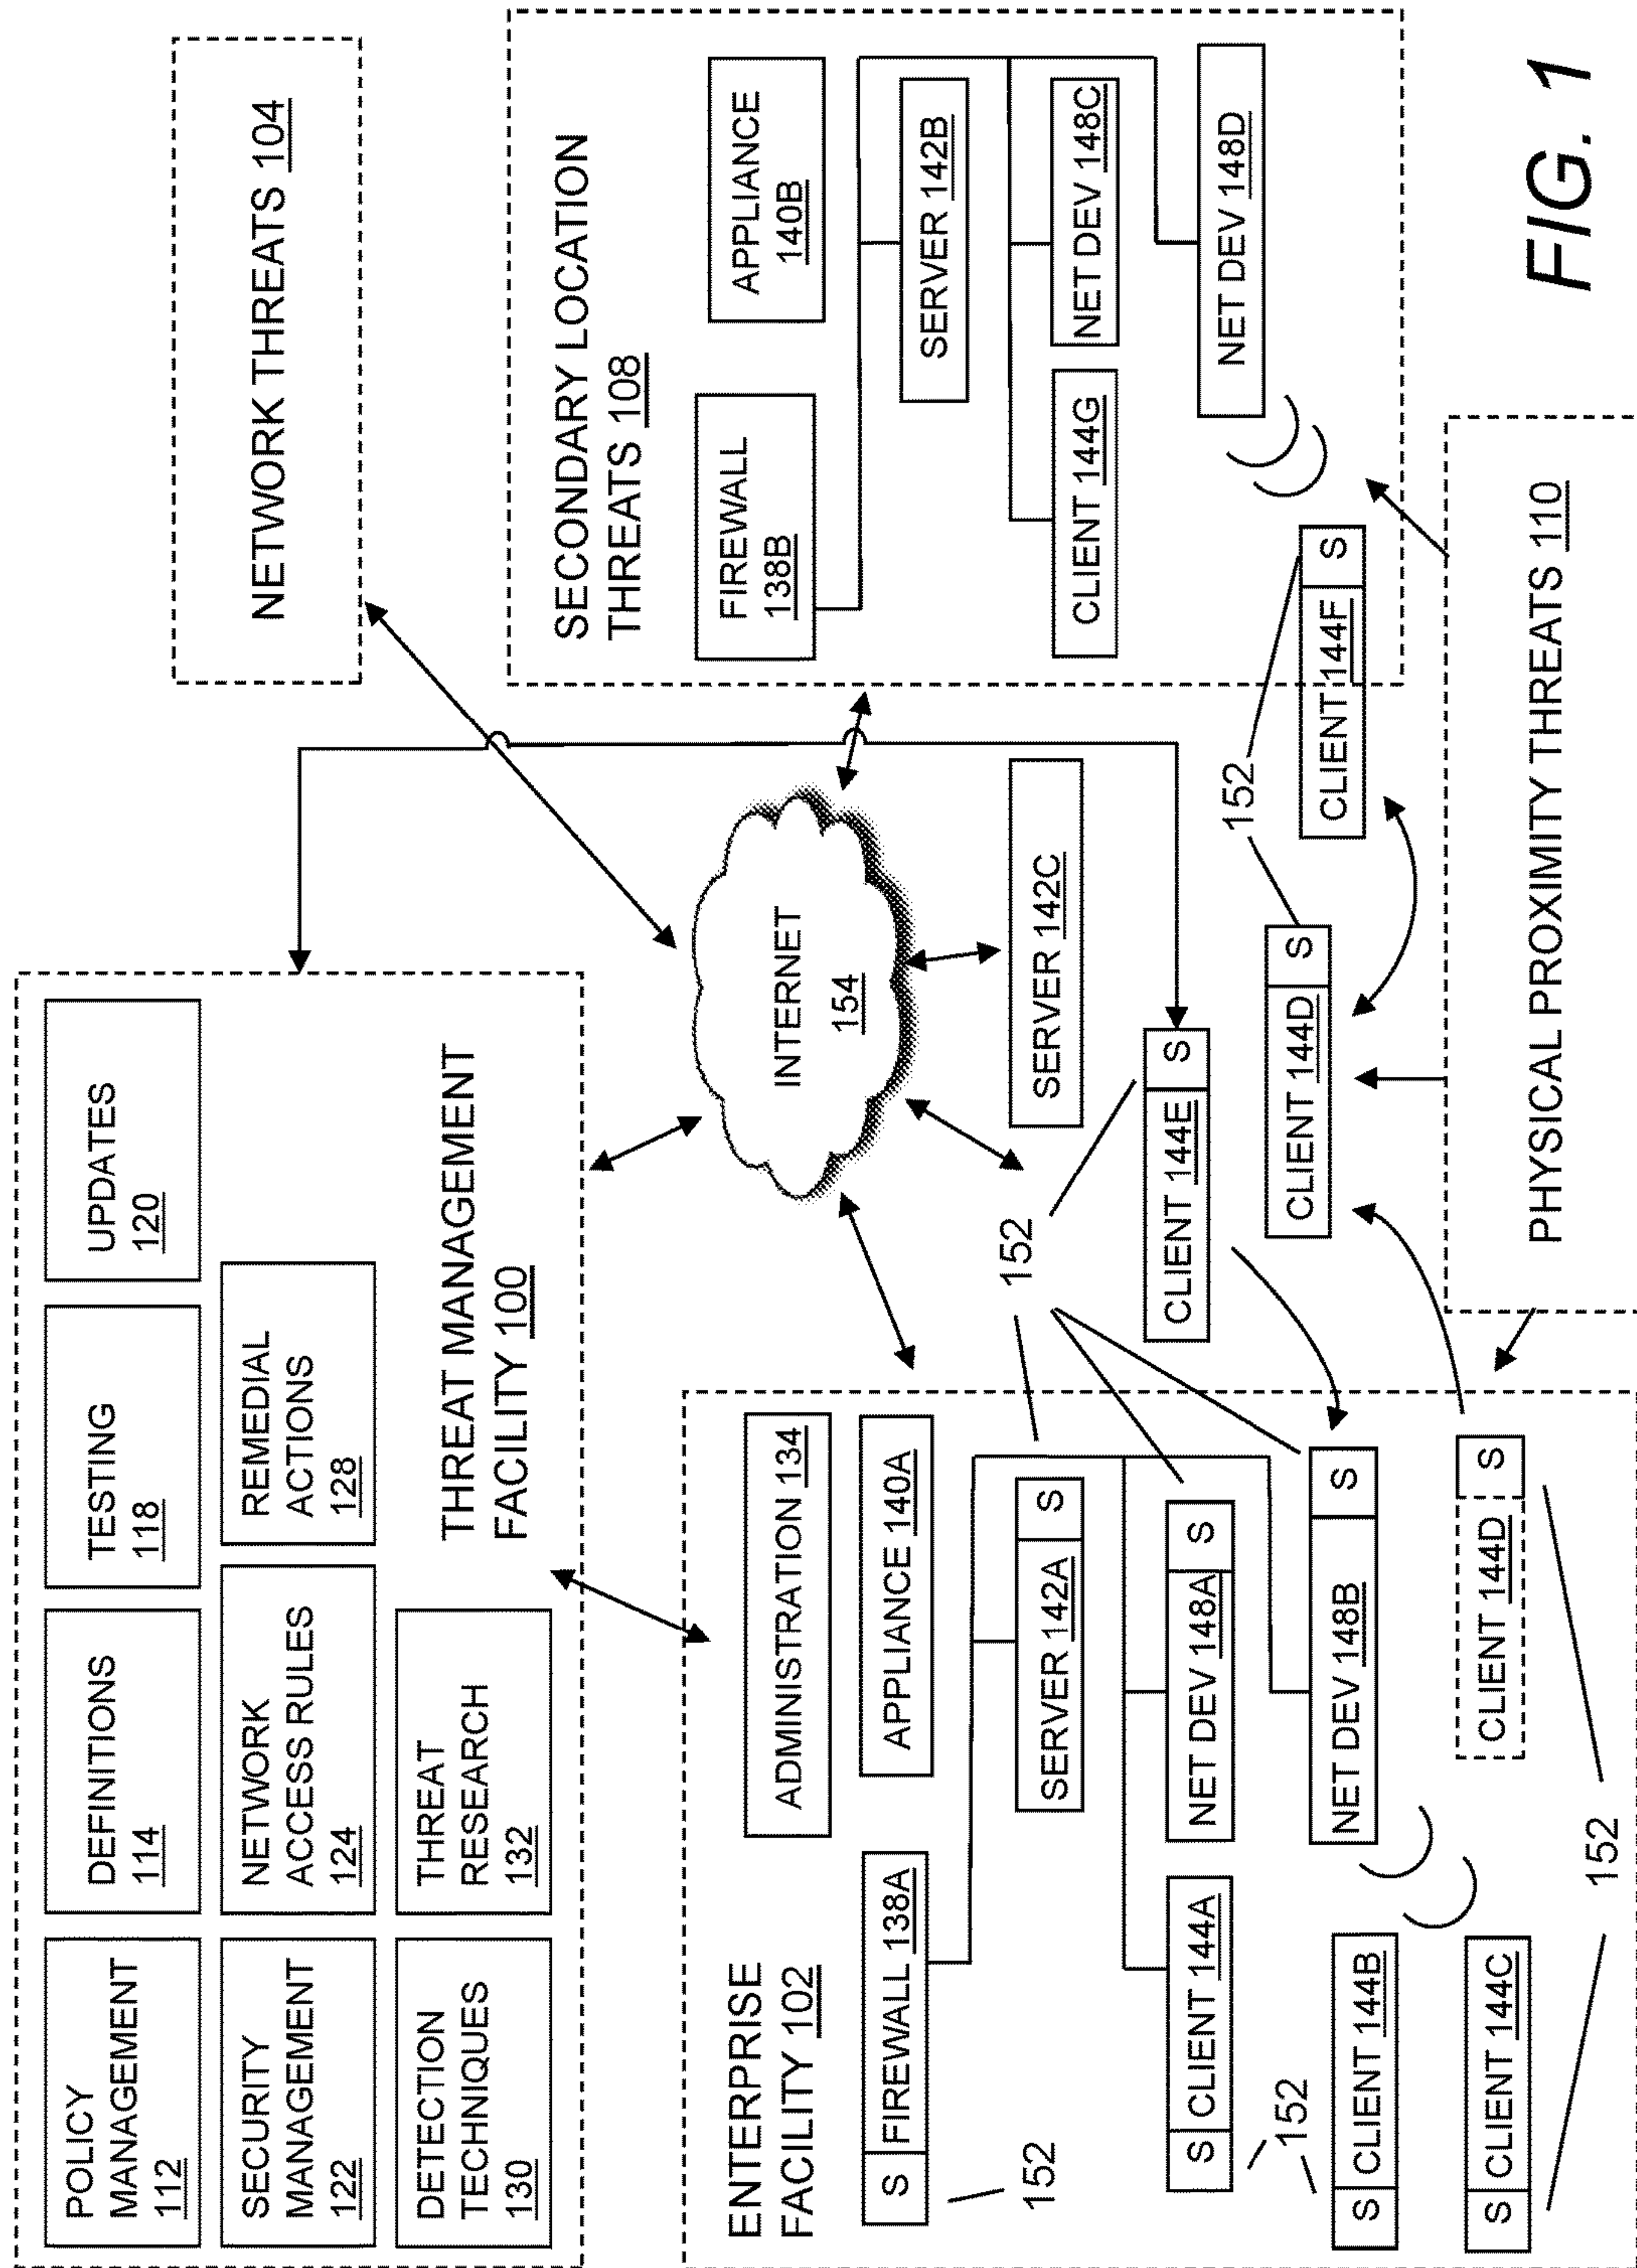 POLICY
MANAGEMENT
112
DEFINITIONS
114
TESTING
118
UPDATES
120
SECURITY
MANAGEMENT
122
NETWORK
ACCESS RULES
124
REMEDIAL
ACTIONS
128
DETECTION
TECHNIQUES
130
THREAT
RESEARCH
132
THREAT MANAGEMENT
FACILITY 100
NETWORK THREATS 104
ENTERPRISE
FACILITY 102
ADMINISTRATION 134
S FIREWALL 138A
APPLIANCE 140A
152
SERVER 142A S
S CLIENT 144A
NET DEV 148A S
152
S CLIENT 144B
NET DEV 148B S
S CLIENT 144C
CLIENT 144D S
152
INTERNET
154
152
SERVER 142C
CLIENT 144E S
152
CLIENT 144D S
CLIENT 144F S
SECONDARY LOCATION
THREATS 108
FIREWALL
138B
APPLIANCE
140B
SERVER 142B
CLIENT 144G
NET DEV 148C
NET DEV 148D
PHYSICAL PROXIMITY THREATS 110
FIG. 1